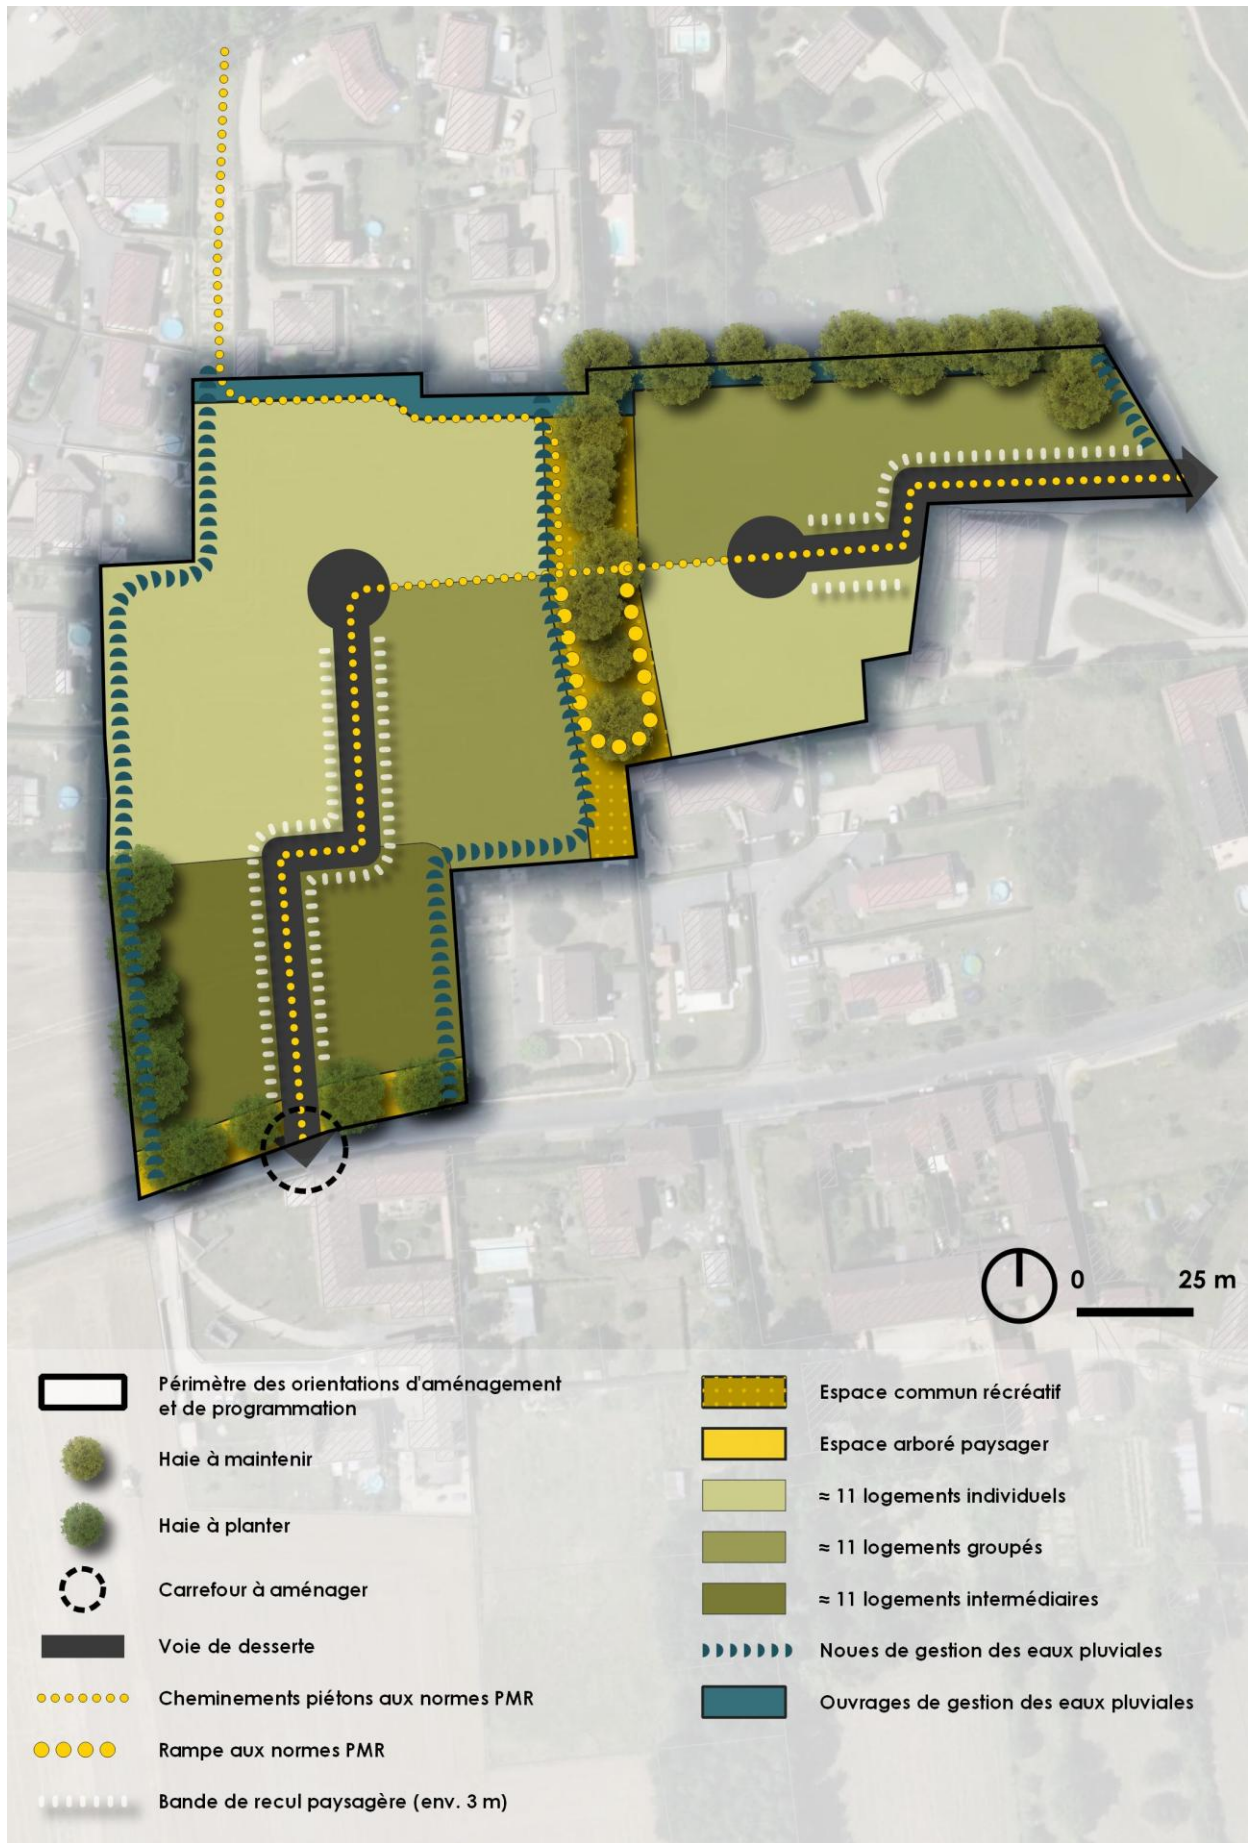 0 25 m
Périmètre des orientations d'aménagement
et de programmation
Haie à maintenir
Haie à planter
Carrefour à aménager
Voie de desserte
Cheminements piétons aux normes PMR
Rampe aux normes PMR
Bande de recul paysagère (env. 3 m)
Espace commun récréatif
Espace arboré paysager
≈ 11 logements individuels
≈ 11 logements groupés
≈ 11 logements intermédiaires
Noues de gestion des eaux pluviales
Ouvrages de gestion des eaux pluviales